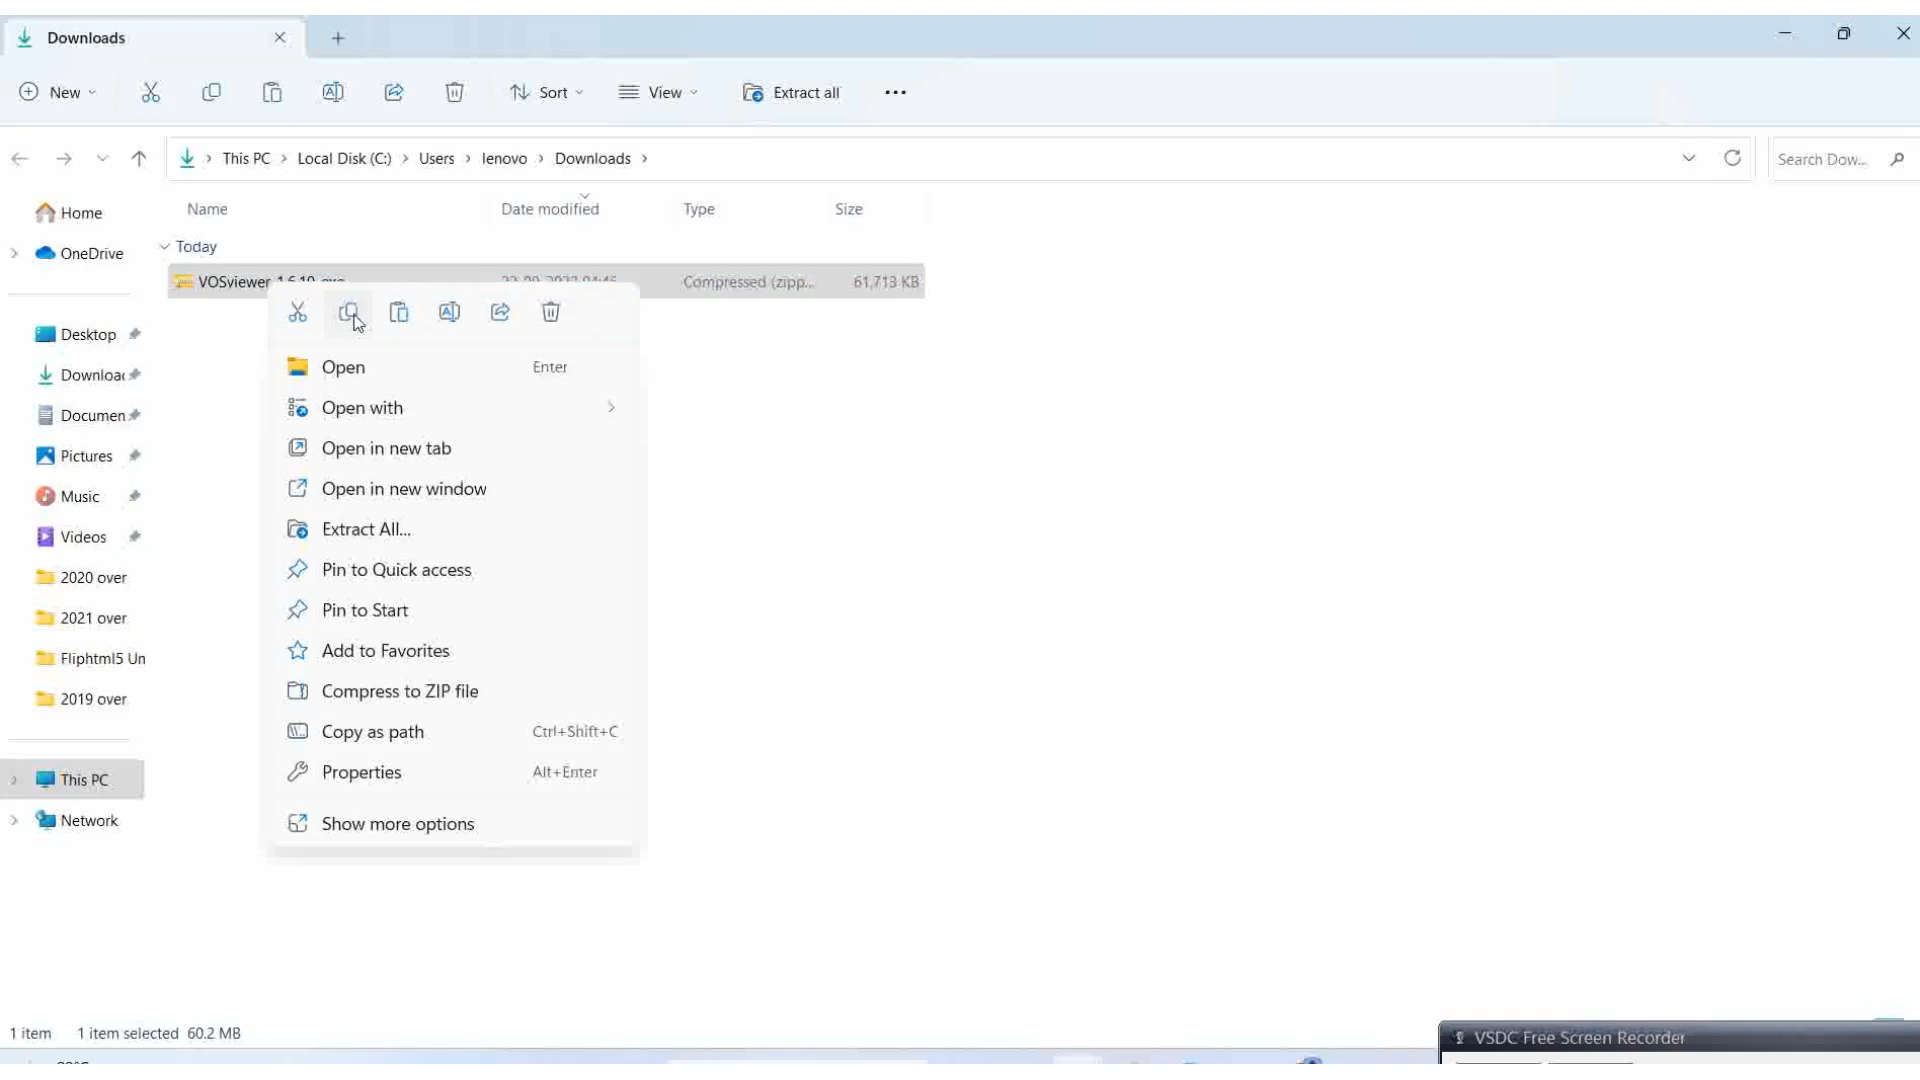 Downloads
New
Sort
View
Extract all
This PC > Local Disk (C:) > Users > lenovo > Downloads >
Search Dow...
Name
Date modified
Type
Size
Home
OneDrive
Today
VOSviewer
Compressed (zipp...
61,713 KB
Desktop
Downloa
Documen
Pictures
Music
Videos
2020 over
2021 over
Fliphtml5 Un
2019 over
This PC
Network
Open Enter
Open with
Open in new tab
Open in new window
Extract All...
Pin to Quick access
Pin to Start
Add to Favorites
Compress to ZIP file
Copy as path Ctrl+Shift+C
Properties Alt+Enter
Show more options
1 item 1 item selected 60.2 MB
VSDC Free Screen Recorder